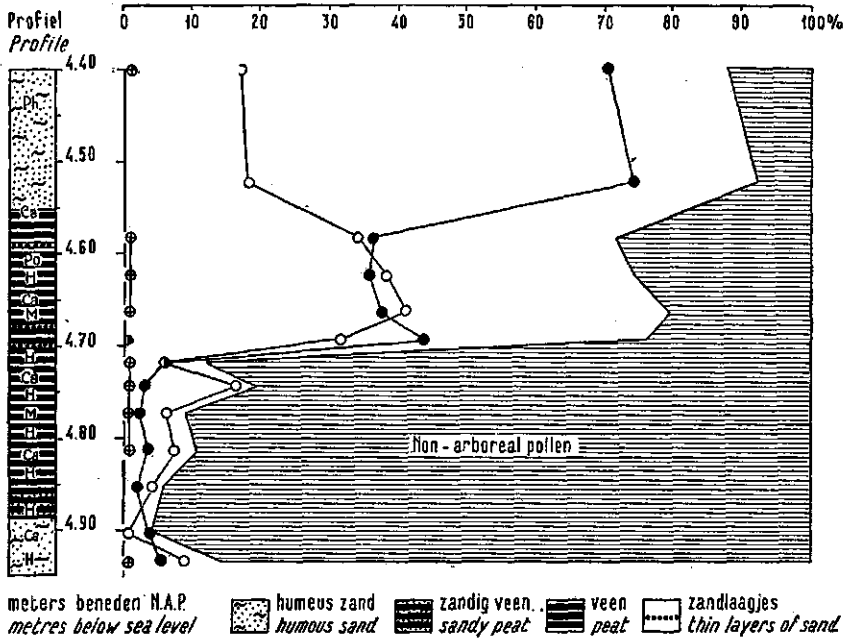 Profiel
Profile
0 10 20 30 40 50 60 70 80 90 100%
4.40
Ph
4.50
Ca
4.60
Po
H
Ca
M
4.70
H
Ca
H
M
H
4.80
Ca
H
H
4.90
Ca
H
Non-arboreal pollen
meters beneden N.A.P.
metres below sea level
humeus zand
humous sand
zandig veen
sandy peat
veen
peat
zandlaagjes
thin layers of sand